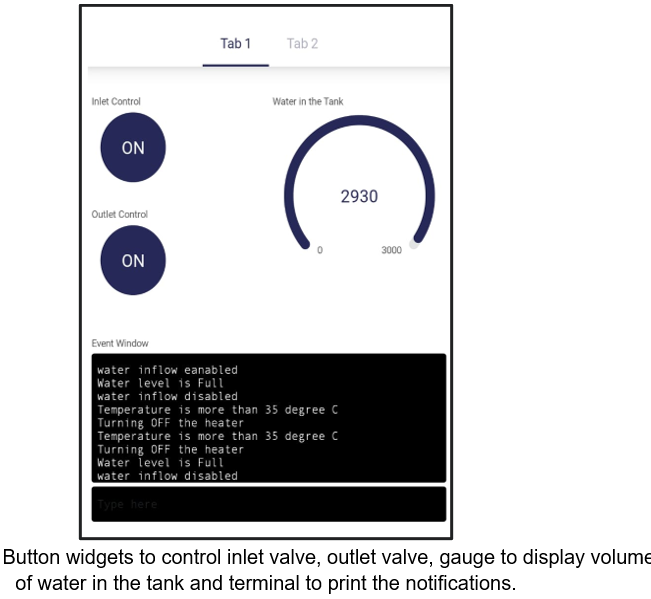 Tab 1 Tab 2
Inlet Control
ON
Water in the Tank
2930
0 3000
Outlet Control
ON
Event Window
water inflow eanabled
Water level is Full
water inflow disabled
Temperature is more than 35 degree C
Turning OFF the heater
Temperature is more than 35 degree C
Turning OFF the heater
Water level is Full
water inflow disabled
Type here
Button widgets to control inlet valve, outlet valve, gauge to display volume
of water in the tank and terminal to print the notifications.